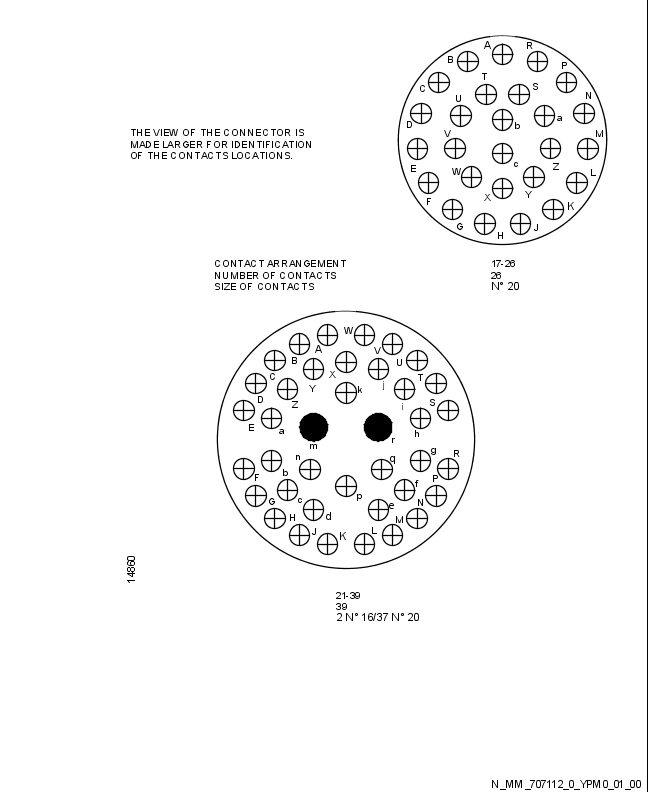 A R
B P
T
C S N
U
D b a M
V
E c Z
W L
F X Y K
G H J
THE VIEW OF THE CONNECTOR IS
MADE LARGER FOR IDENTIFICATION
OF THE CONTACTS LOCATIONS.
CONTACT ARRANGEMENT 17-26
NUMBER OF CONTACTS 26
SIZE OF CONTACTS N° 20
W
A V
B X U
C Y k j T
D Z i S
E a m r h
n q g R
F b p f P
G c e N
H d M
J K L
14860
21-39
39
2 N° 16/37 N° 20
N_MM_707112_0_YPM0_01_00